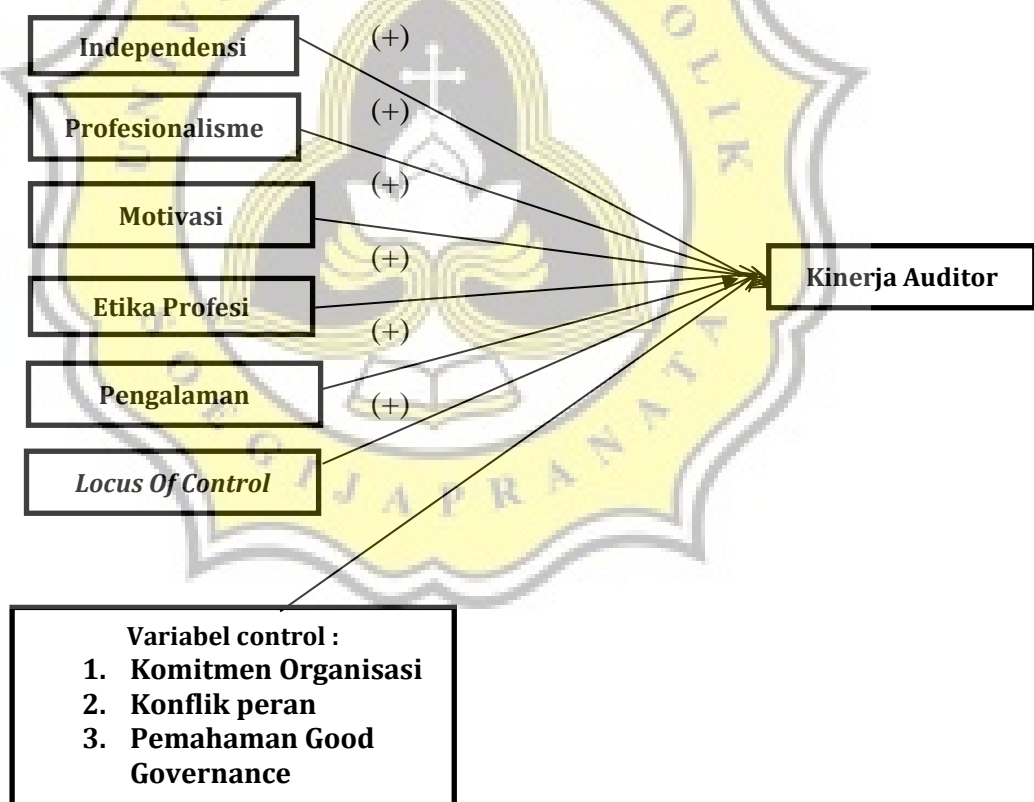 Independensi
(+)
Profesionalisme
(+)
Motivasi
(+)
Etika Profesi
(+)
Pengalaman
(+)
Locus Of Control
(+)
Kinerja Auditor
Variabel control :
1. Komitmen Organisasi
2. Konflik peran
3. Pemahaman Good
Governance
SOEGIJAPRANATA